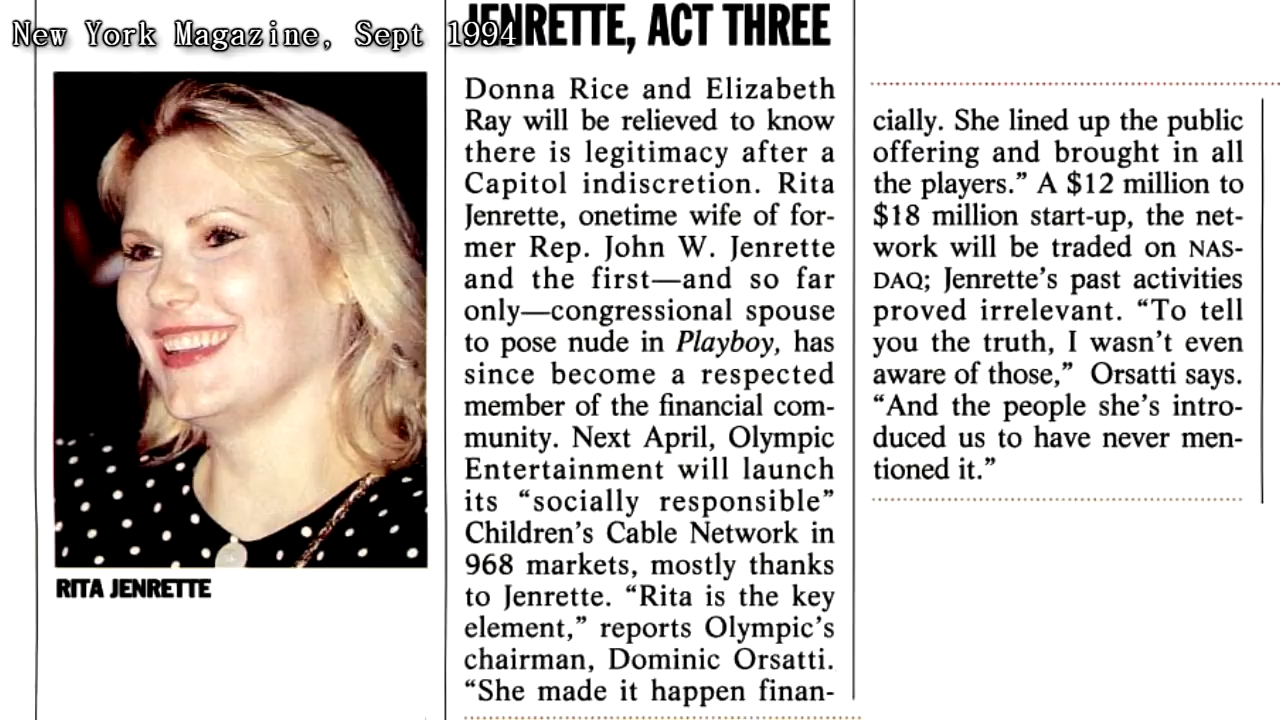 New York Magazine, Sept 1994
JENRETTE, ACT THREE
Donna Rice and Elizabeth
Ray will be relieved to know
there is legitimacy after a
Capitol indiscretion. Rita
Jenrette, onetime wife of for-
mer Rep. John W. Jenrette
and the first—and so far
only—congressional spouse
to pose nude in Playboy, has
since become a respected
member of the financial com-
munity. Next April, Olympic
Entertainment will launch
its “socially responsible”
Children’s Cable Network in
968 markets, mostly thanks
to Jenrette. “Rita is the key
element,” reports Olympic’s
chairman, Dominic Orsatti.
“She made it happen finan-
cially. She lined up the public
offering and brought in all
the players.” A $12 million to
$18 million start-up, the net-
work will be traded on NAS-
DAQ; Jenrette’s past activities
proved irrelevant. “To tell
you the truth, I wasn’t even
aware of those,” Orsatti says.
“And the people she’s intro-
duced us to have never men-
tioned it.”
RITA JENRETTE